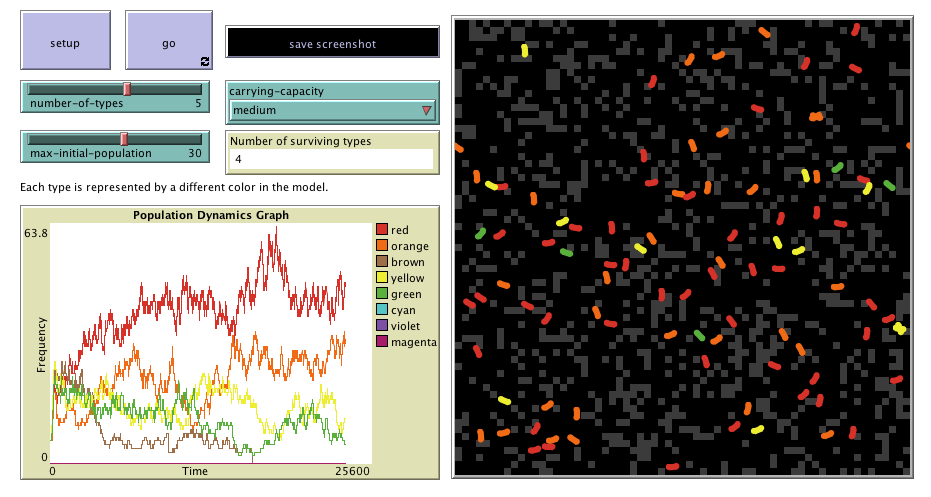 setup
go
save screenshot
number-of-types 5
carrying-capacity
medium
max-initial-population 30
Number of surviving types
4
Each type is represented by a different color in the model.
Population Dynamics Graph
63.8
Frequency
0
0
Time
25600
red
orange
brown
yellow
green
cyan
violet
magenta